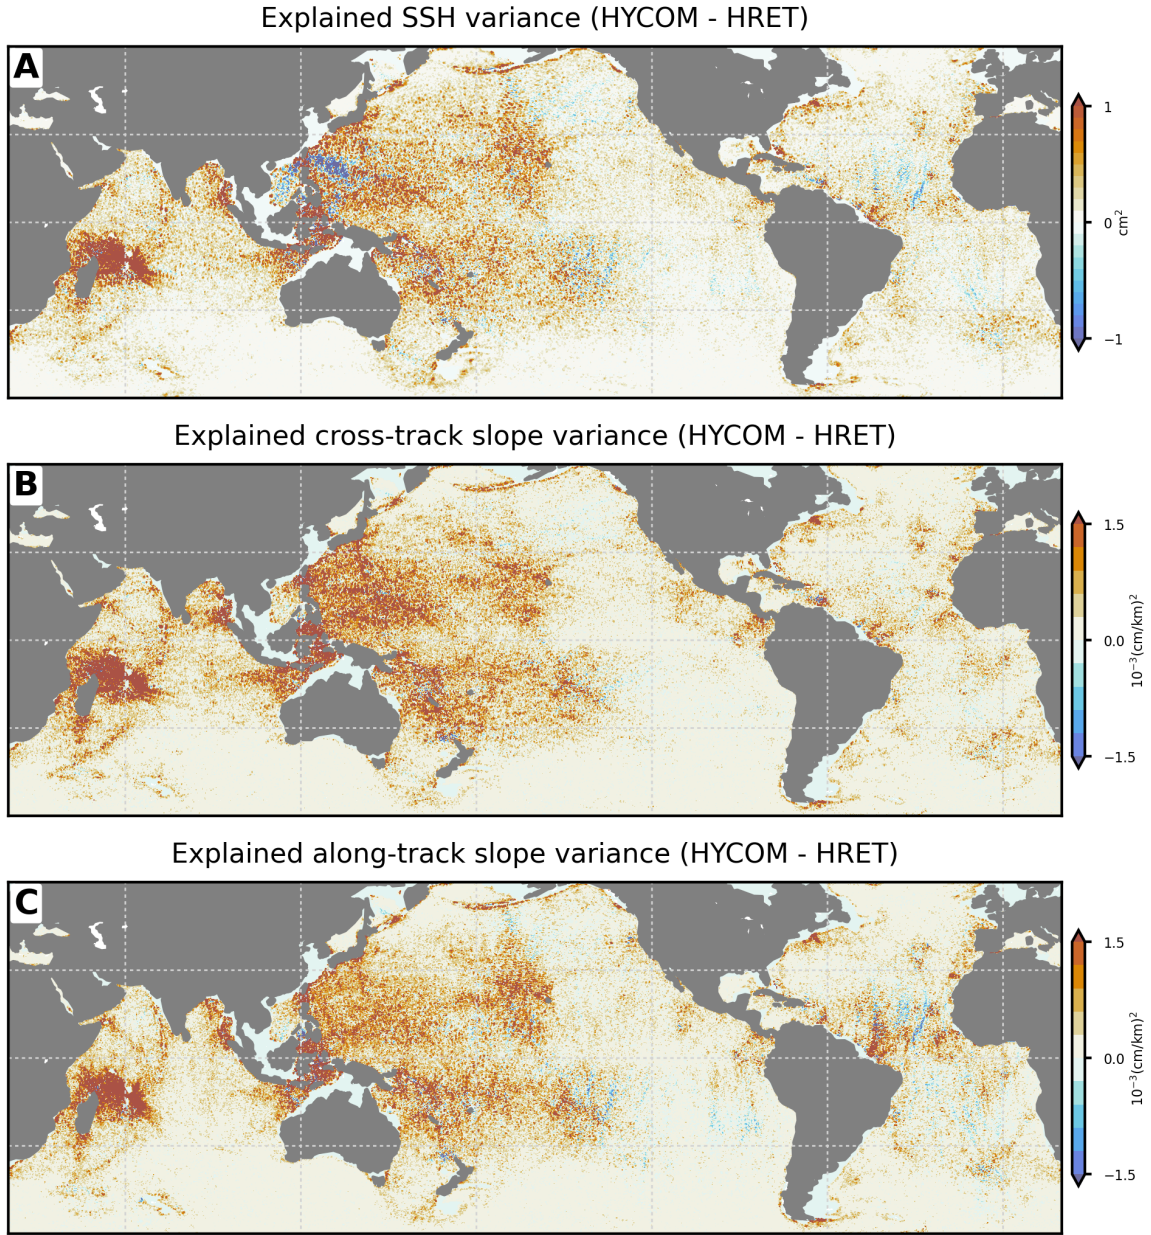 Explained SSH variance (HYCOM - HRET)
A
1
0
−1
cm²
Explained cross-track slope variance (HYCOM - HRET)
B
1.5
0.0
−1.5
10⁻³(cm/km)²
Explained along-track slope variance (HYCOM - HRET)
C
1.5
0.0
−1.5
10⁻³(cm/km)²